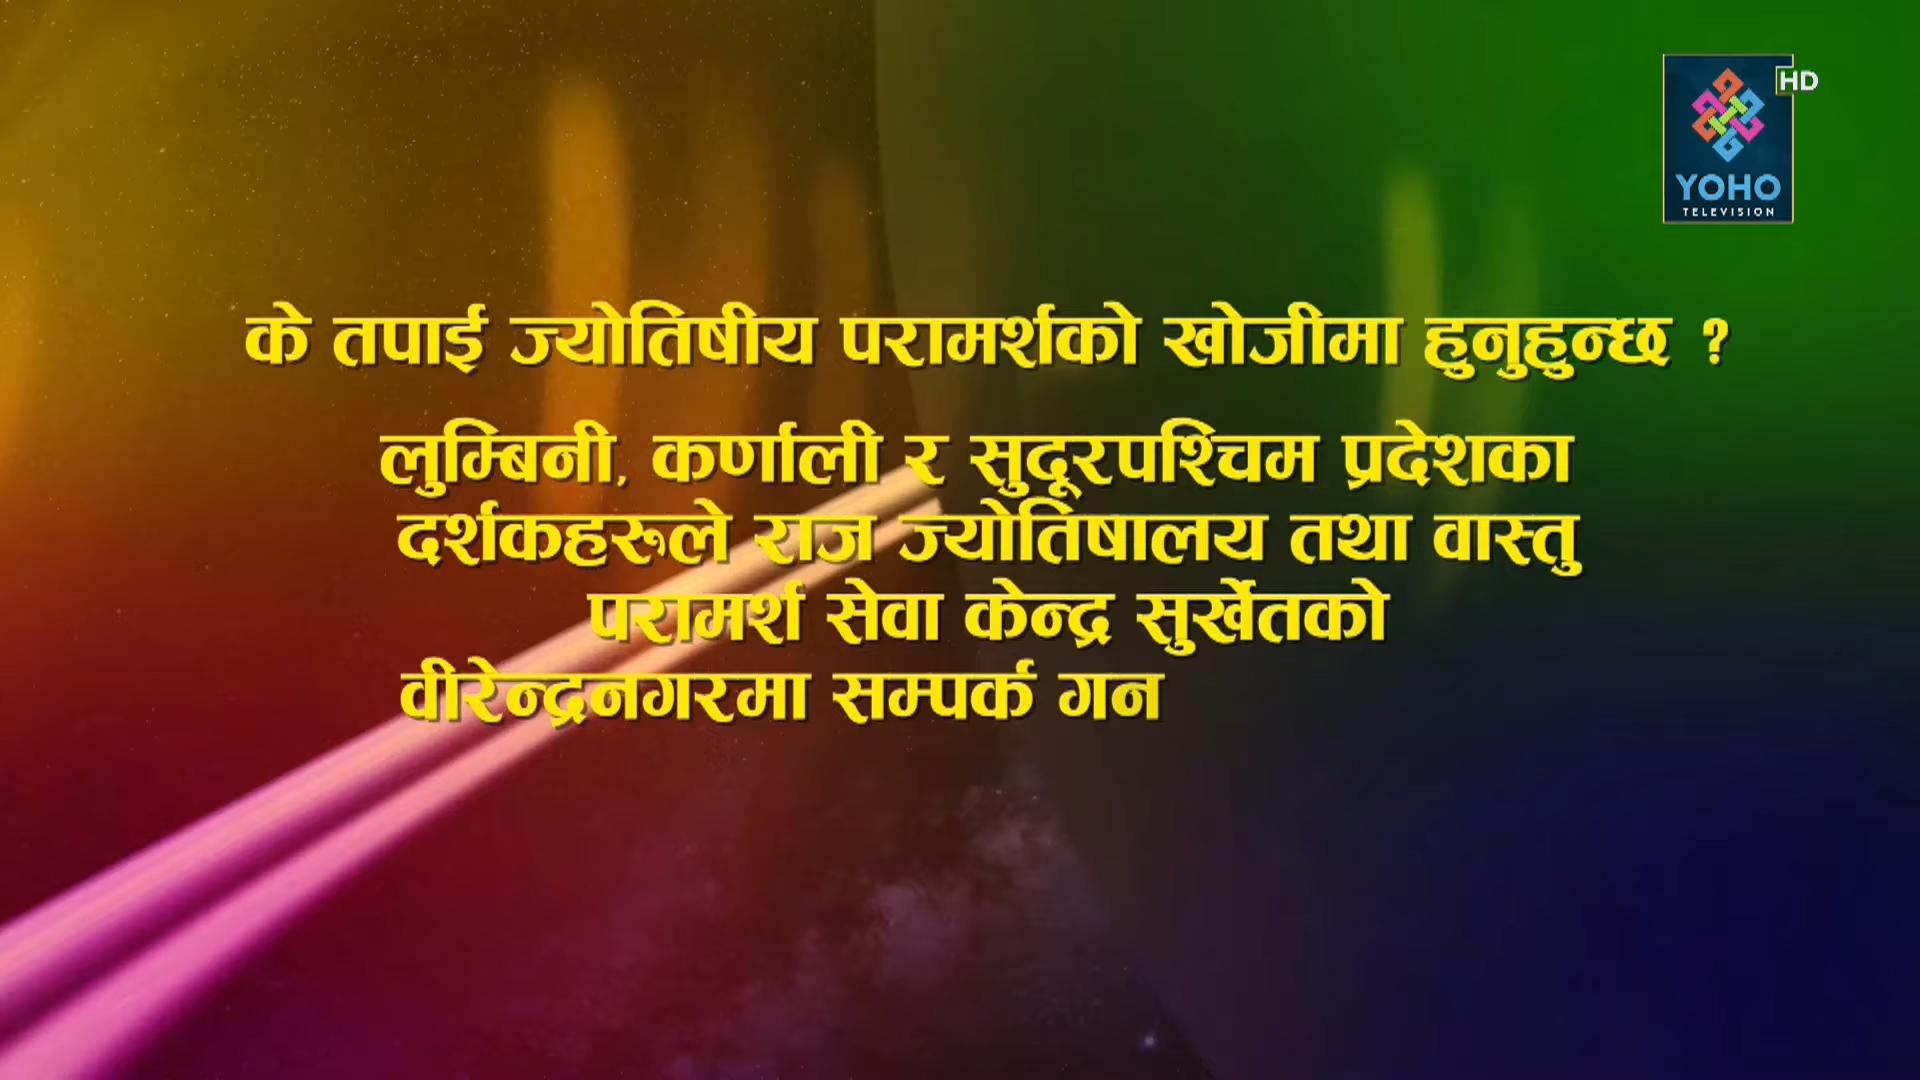 HD
YOHO
TELEVISION
के तपाई ज्योतिषीय परामर्शको खोजीमा हुनुहुन्छ ?
लुम्बिनी, कर्णाली र सुदूरपश्चिम प्रदेशका
दर्शकहरुले राज ज्योतिषालय तथा वास्तु
परामर्श सेवा केन्द्र सुर्खेतको
वीरेन्द्रनगरमा सम्पर्क गन